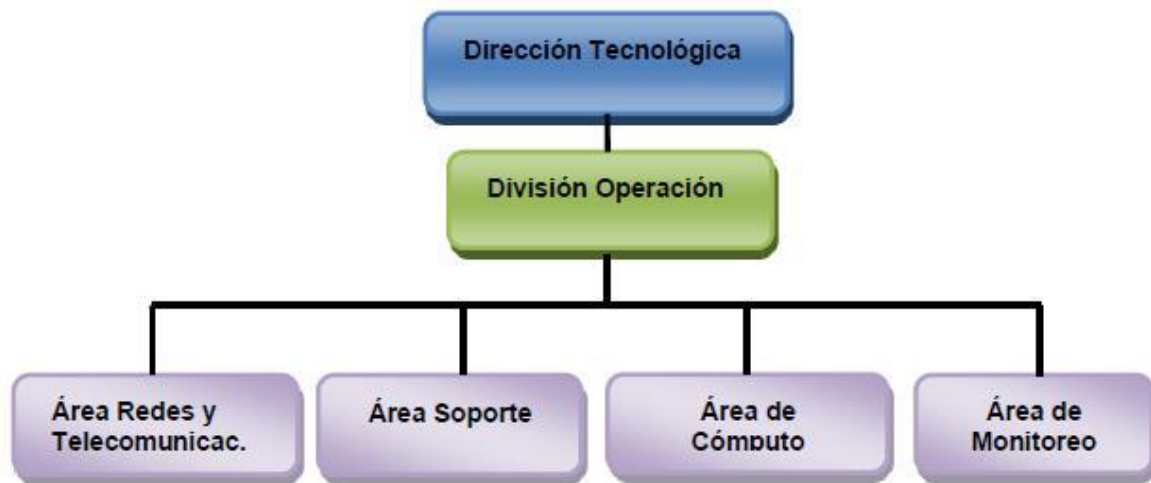 Dirección Tecnológica
División Operación
Área Redes y
Telecomunicac.
Área Soporte
Área de
Cómputo
Área de
Monitoreo